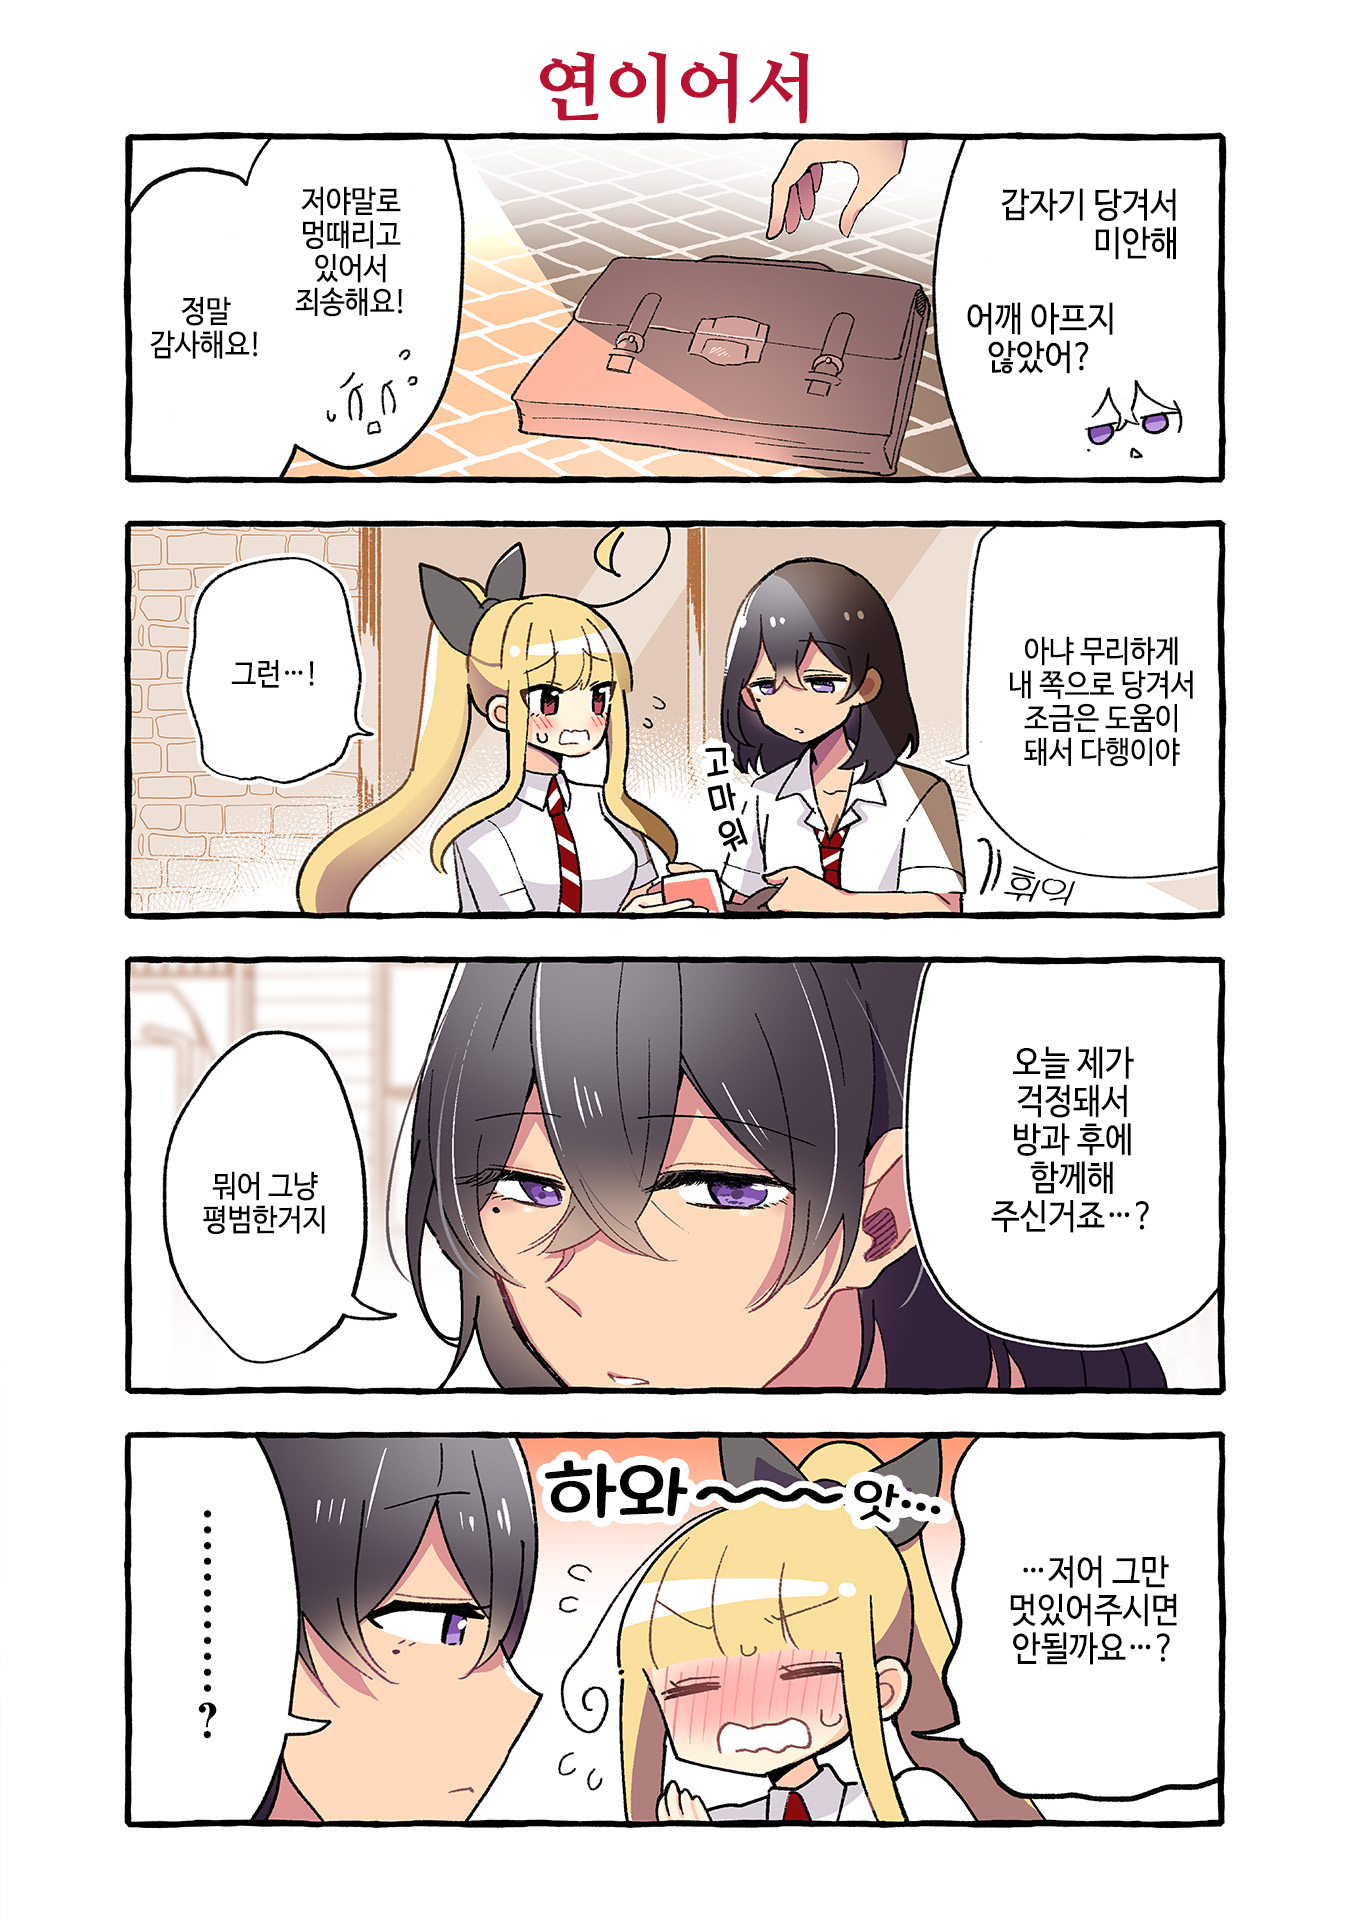 연이어서
갑자기 당겨서
미안해
어깨 아프지
않았어?
저야말로
멍때리고
있어서
죄송해요!
정말
감사해요!
아냐 무리하게
내 쪽으로 당겨서
조금은 도움이
돼서 다행이야
휘익
고마워
그런…!
오늘 제가
걱정돼서
방과 후에
함께해
주신거죠…?
뭐어 그냥
평범한거지
…저어 그만
멋있어주시면
안될까요…?
하와~~~앗…
…………?